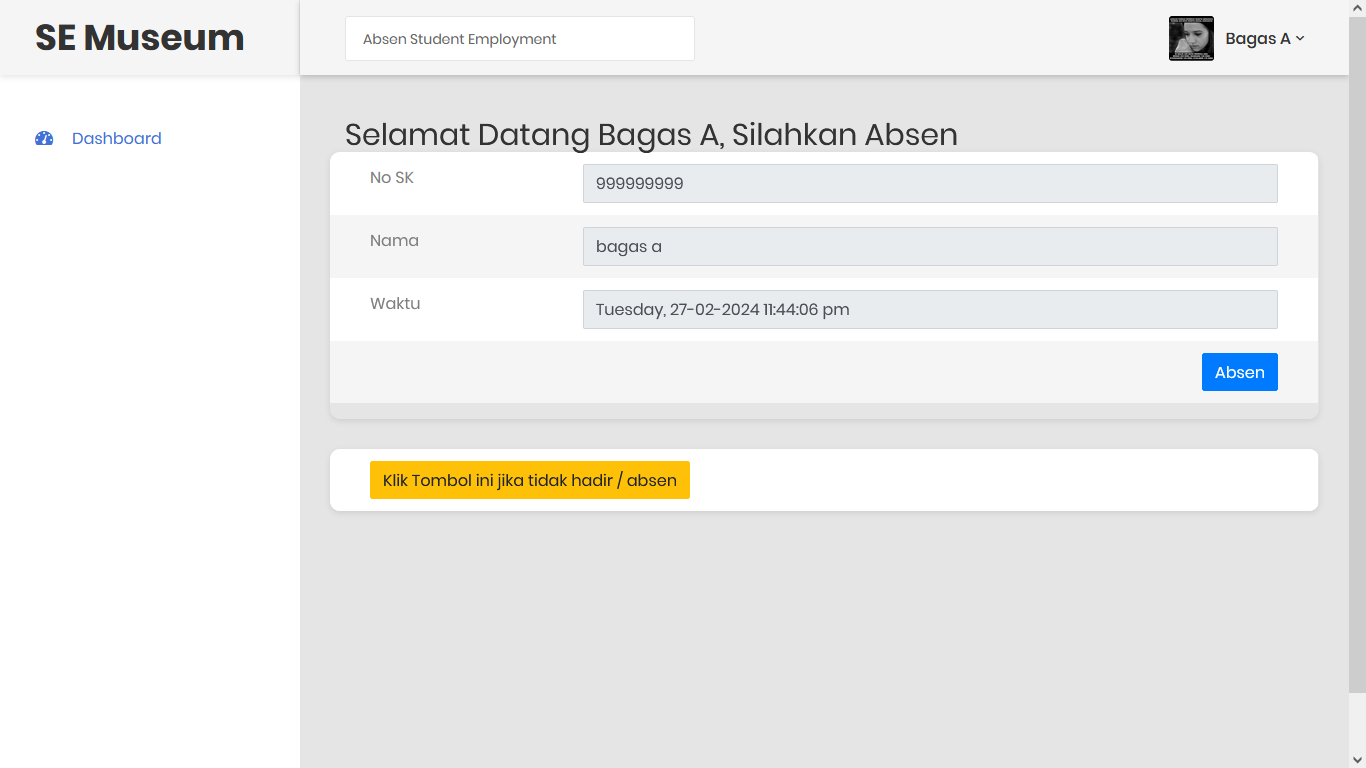 SE Museum
Absen Student Employment
Bagas A
Dashboard
Selamat Datang Bagas A, Silahkan Absen
No SK
999999999
Nama
bagas a
Waktu
Tuesday, 27-02-2024 11:44:06 pm
Absen
Klik Tombol ini jika tidak hadir / absen